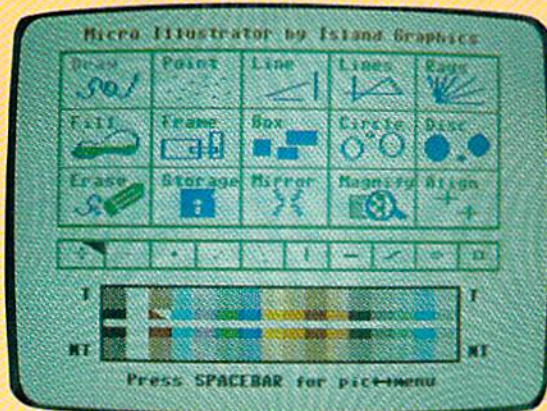 Micro Illustrator by Island Graphics
Draw Point Line Lines Rays
Fill Frame Box Circle Disc
Erase Storage Mirror Magnify Align
T T
NT NT
Press SPACEBAR for pic↔menu